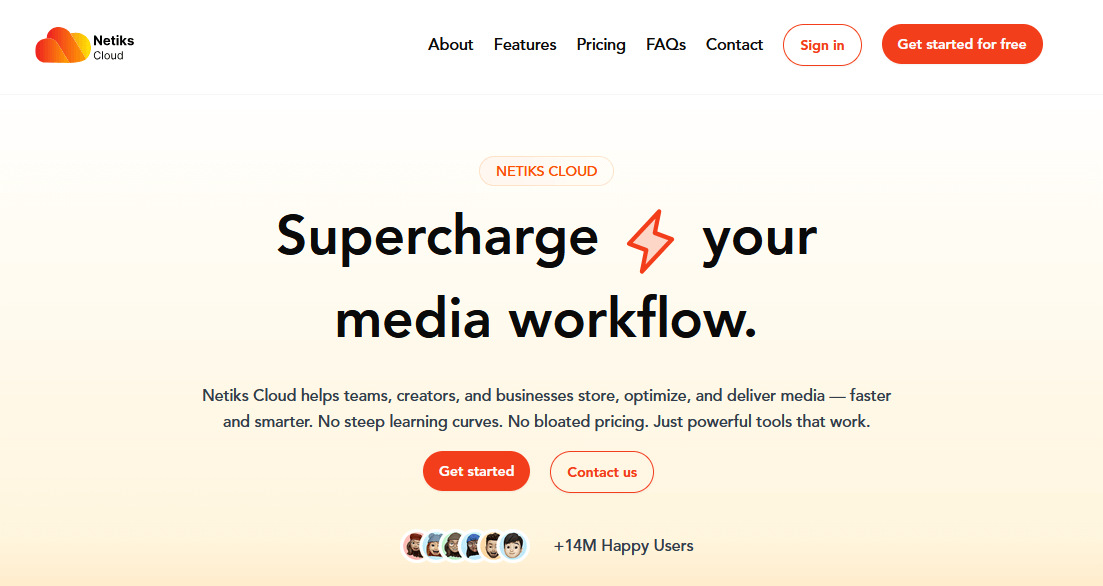 Netiks
Cloud
About Features Pricing FAQs Contact Sign in Get started for free
NETIKS CLOUD
Supercharge your
media workflow.
Netiks Cloud helps teams, creators, and businesses store, optimize, and deliver media — faster
and smarter. No steep learning curves. No bloated pricing. Just powerful tools that work.
Get started Contact us
+14M Happy Users